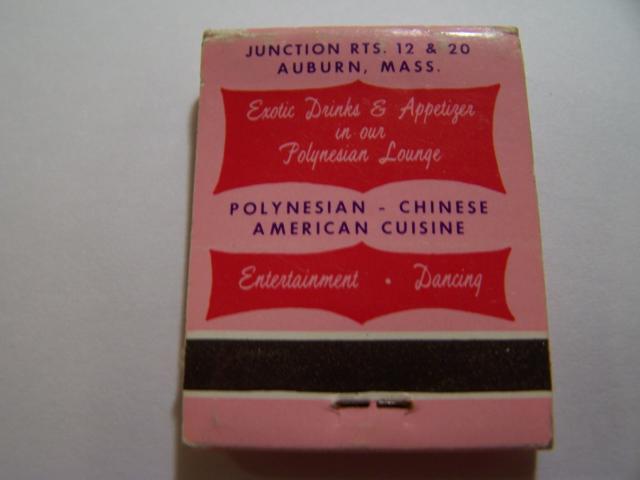 JUNCTION RTS. 12 & 20
AUBURN, MASS.
Exotic Drinks & Appetizer
in our
Polynesian Lounge
POLYNESIAN - CHINESE
AMERICAN CUISINE
Entertainment • Dancing